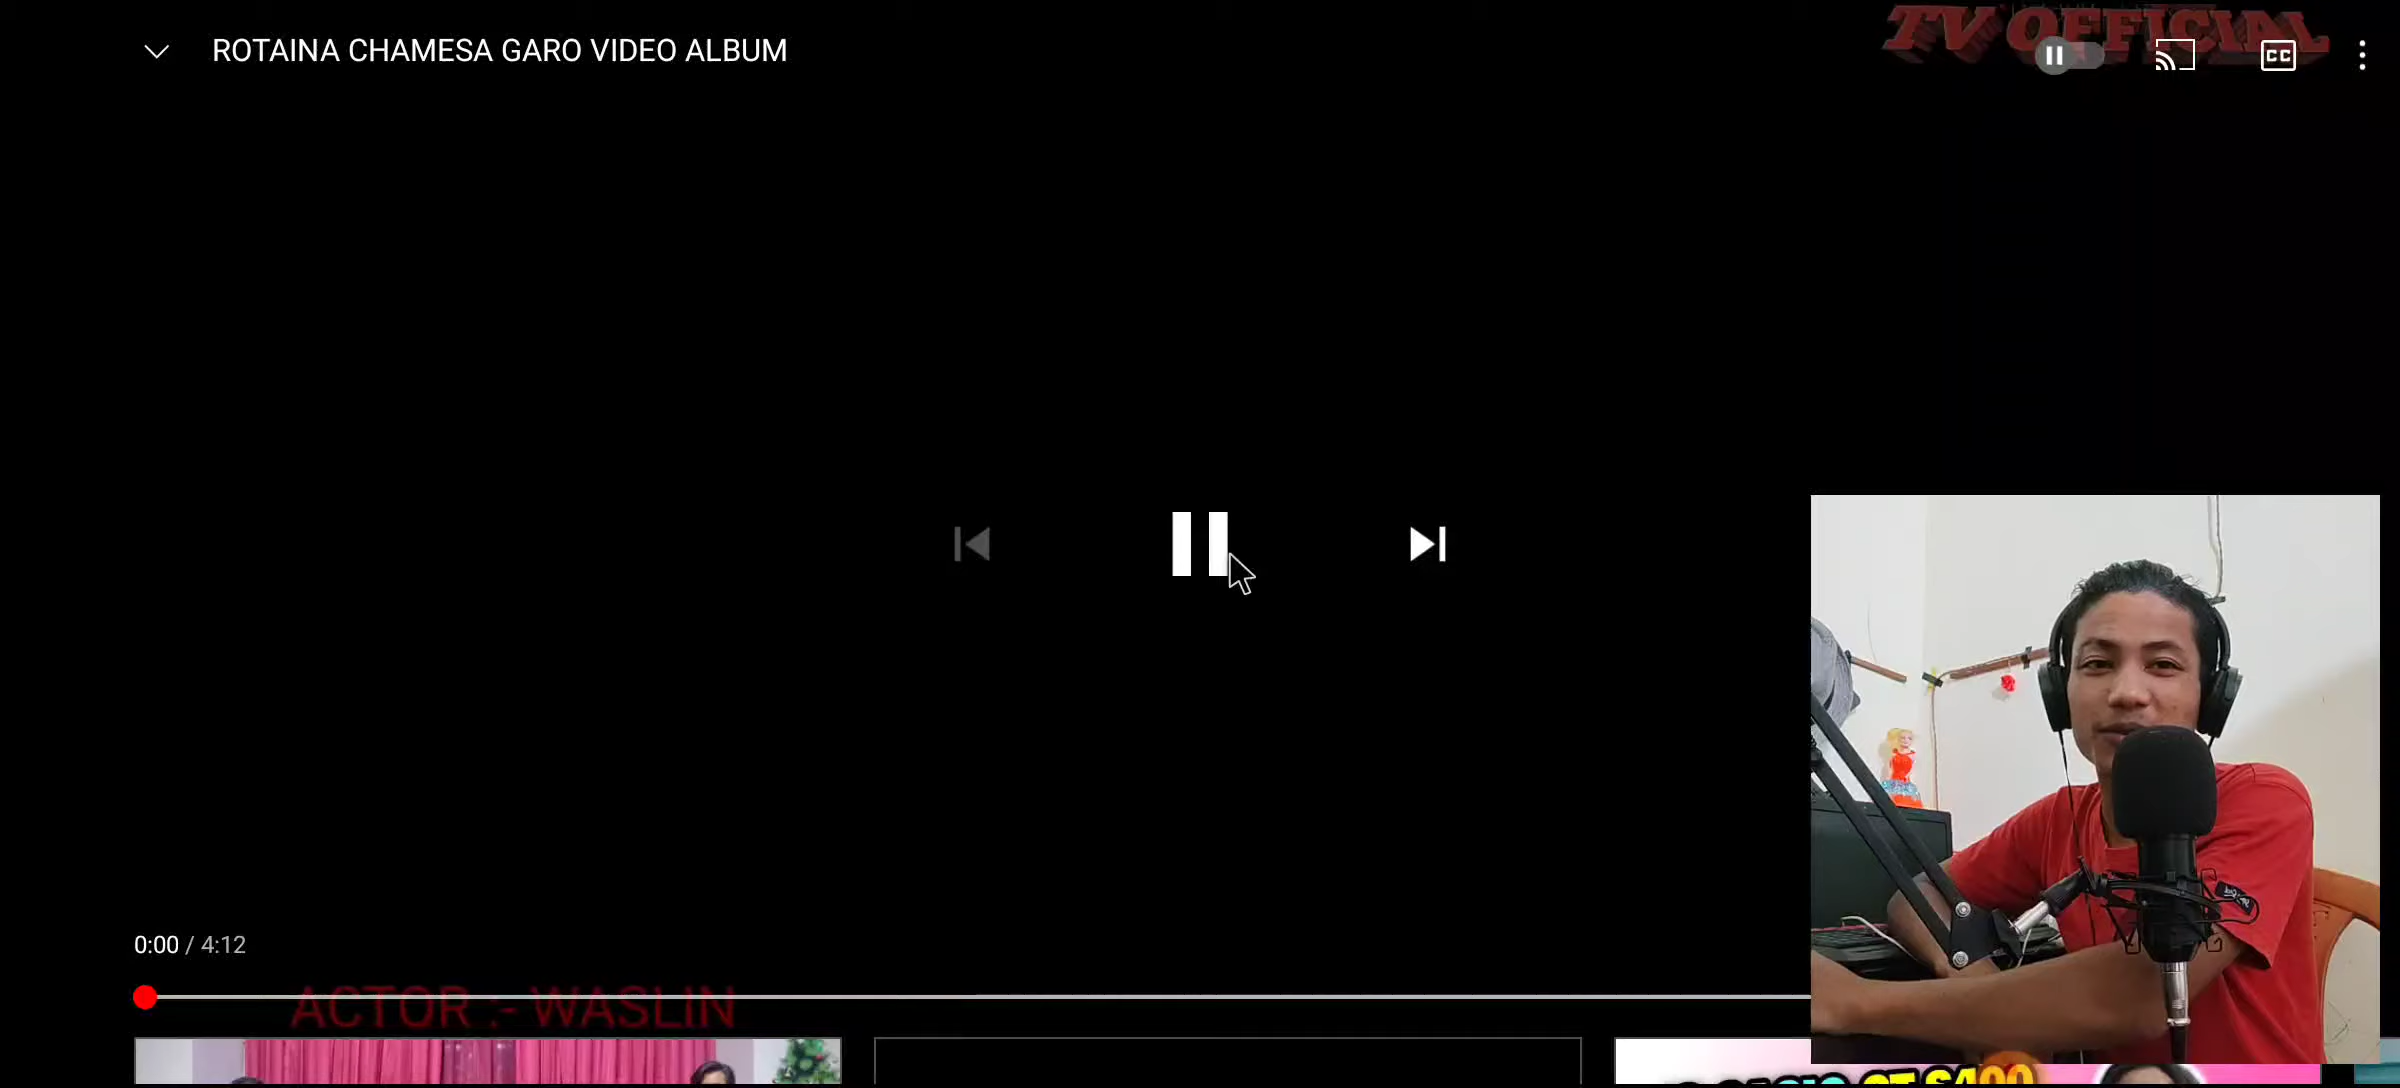 ROTAINA CHAMESA GARO VIDEO ALBUM
TV OFFICIAL
CC
0:00 / 4:12
ACTOR :- WASLIN